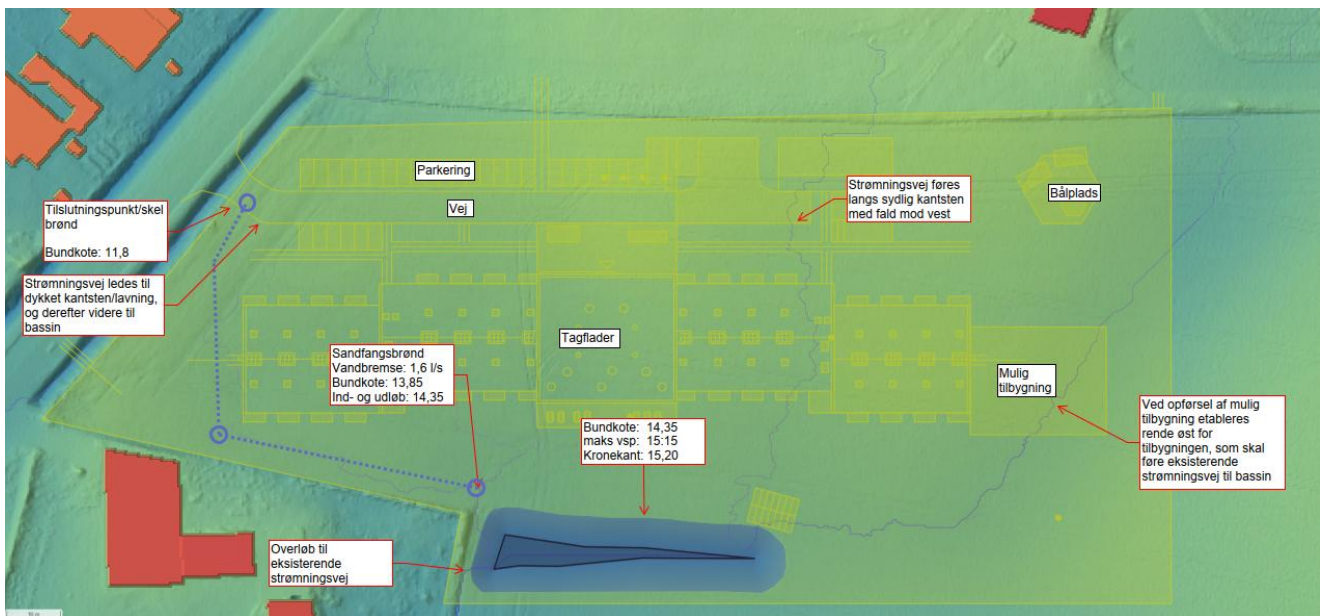 Parkering
Vej
Tilslutningspunkt/skel
brønd
Bundkote: 11,8
Strømningsvej føres
langs sydlig kantsten
med fald mod vest
Bålplads
Strømningsvej ledes til
dykket kantsten/lavning,
og derefter videre til
bassin
Tagflader
Sandfangsbrønd
Vandbremse: 1,6 l/s
Bundkote: 13,85
Ind- og udløb: 14,35
Mulig
tilbygning
Bundkote: 14,35
maks vsp: 15:15
Kronekant: 15,20
Ved opførsel af mulig
tilbygning etableres
rende øst for
tilbygningen, som skal
føre eksisterende
strømningsvej til bassin
Overløb til
eksisterende
strømningsvej